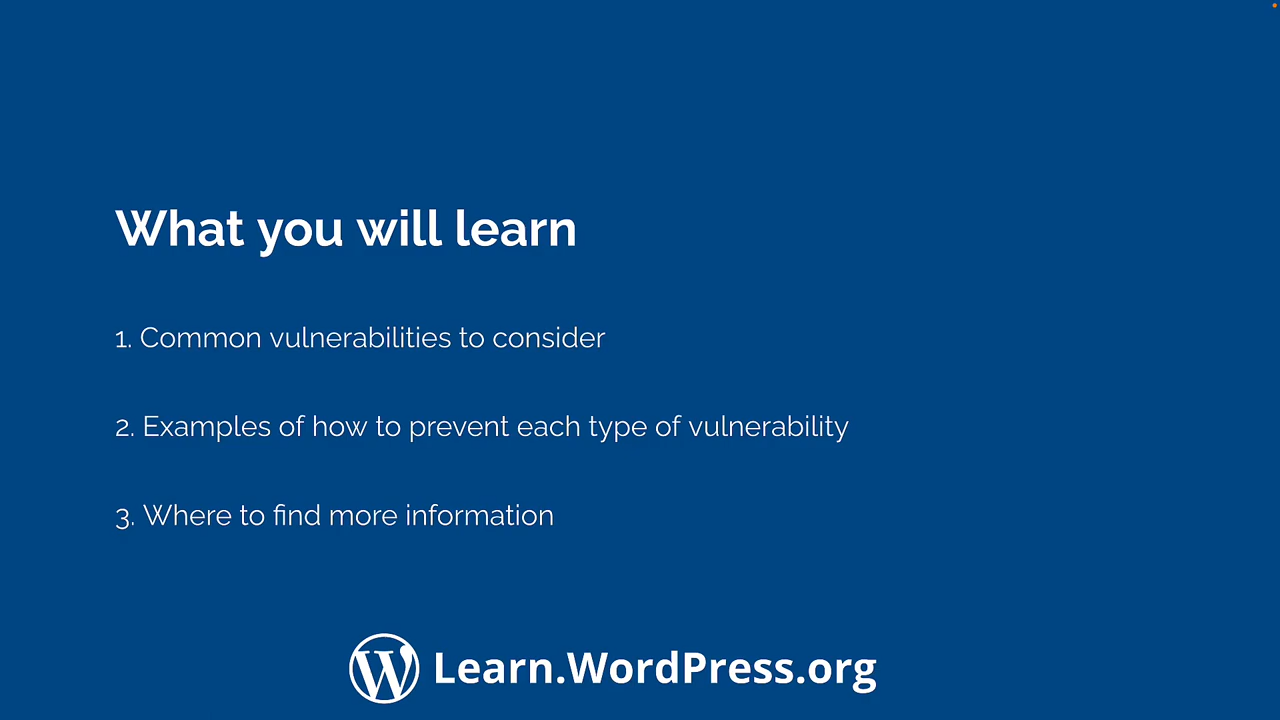 What you will learn
1. Common vulnerabilities to consider
2. Examples of how to prevent each type of vulnerability
3. Where to find more information
Learn.WordPress.org